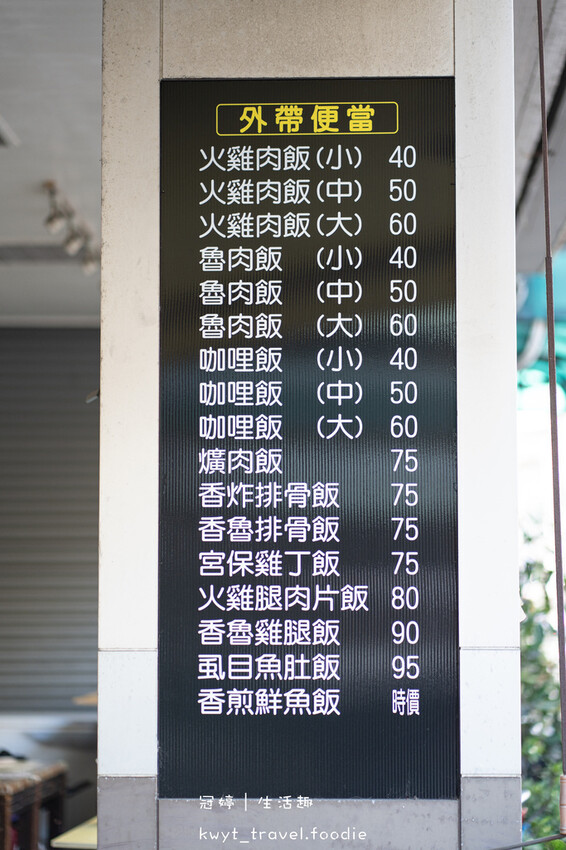 外帶便當
火雞肉飯(小) 40
火雞肉飯(中) 50
火雞肉飯(大) 60
魯肉飯 (小) 40
魯肉飯 (中) 50
魯肉飯 (大) 60
咖哩飯 (小) 40
咖哩飯 (中) 50
咖哩飯 (大) 60
爌肉飯 75
香炸排骨飯 75
香魯排骨飯 75
宮保雞丁飯 75
火雞腿肉片飯 80
香魯雞腿飯 90
虱目魚肚飯 95
香煎鮮魚飯 時價
冠婷|生活趣
kwyt_travel.foodie